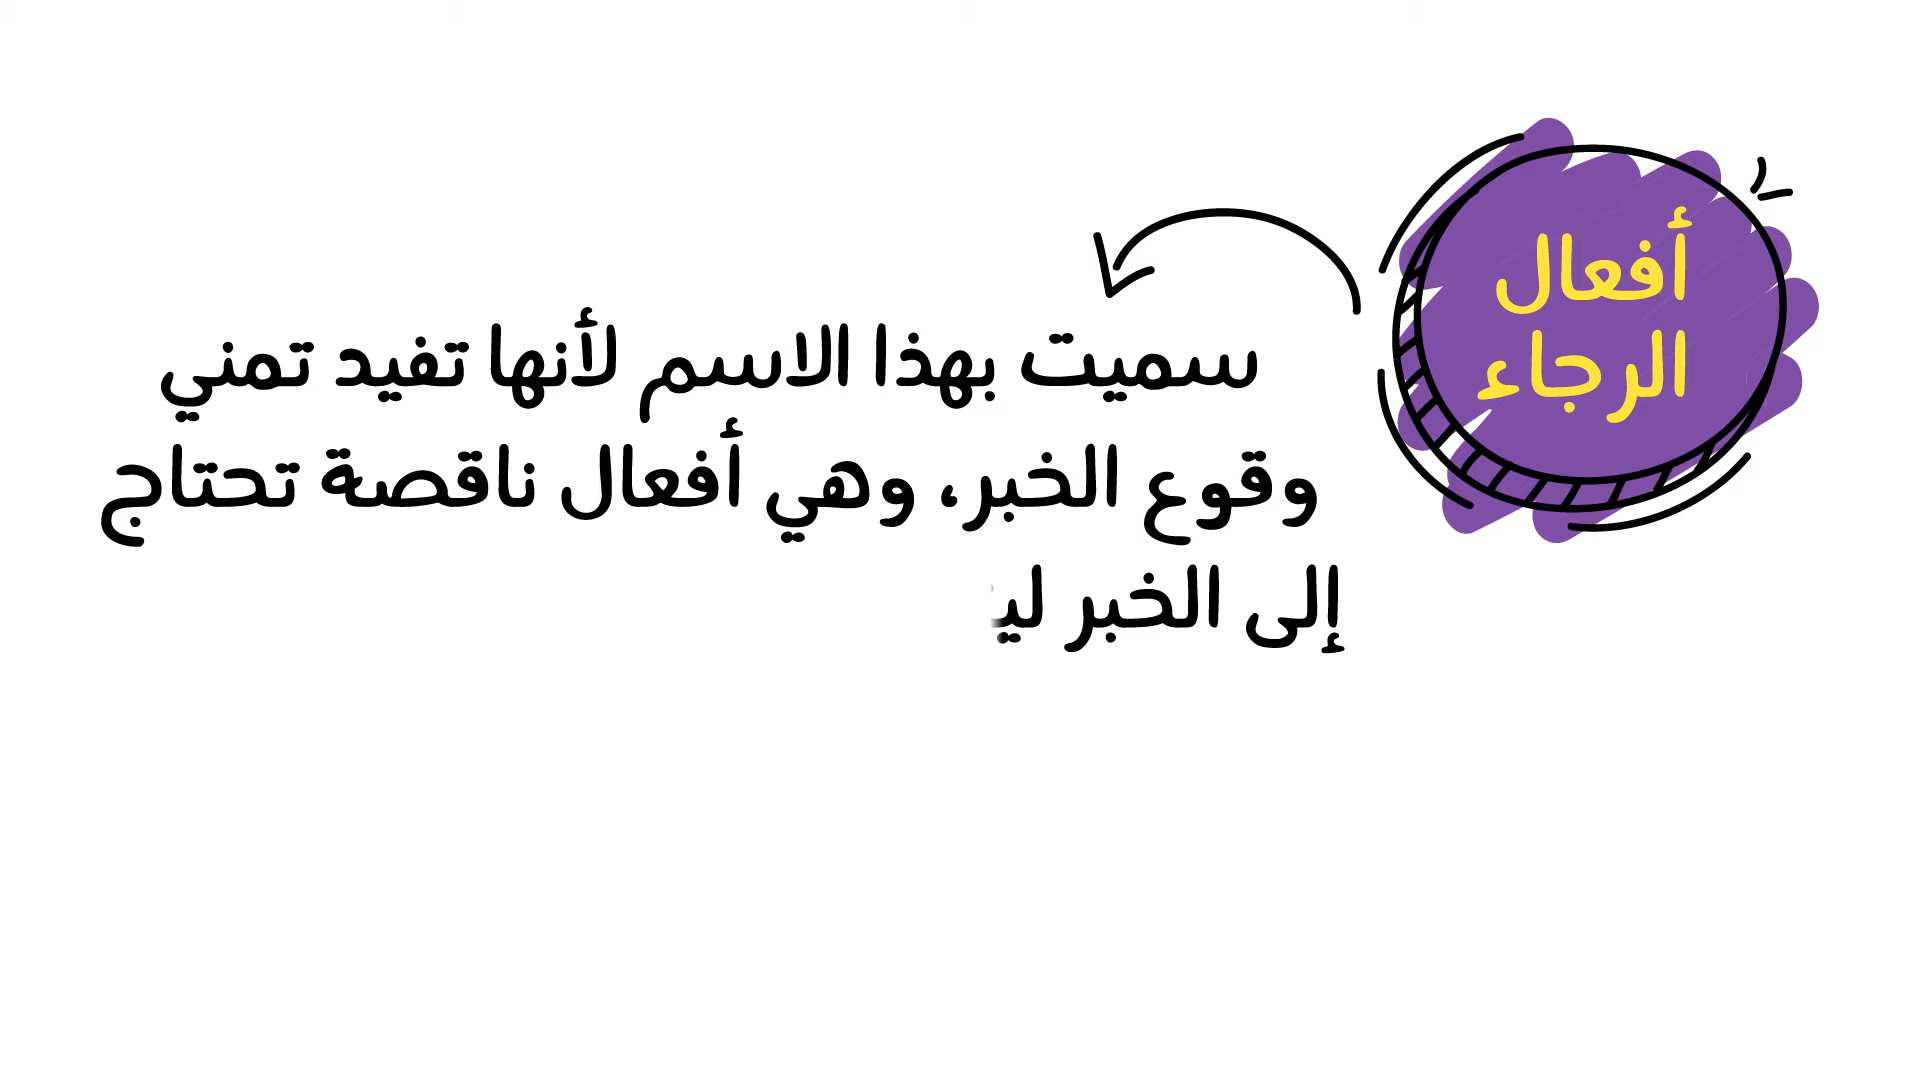 أفعال
الرجاء
سميت بهذا الاسم لأنها تفيد تمني
وقوع الخبر، وهي أفعال ناقصة تحتاج
إلى الخبر